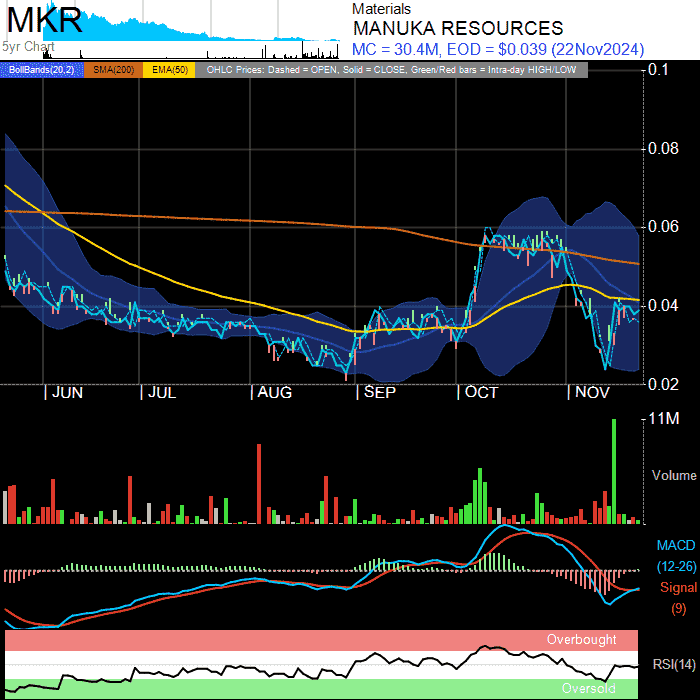 MKR
5yr Chart
Materials
MANUKA RESOURCES
MC = 30.4M, EOD = $0.039 (22Nov2024)
BollBands(20,2) SMA(200) EMA(50) OHLC Prices: Dashed = OPEN, Solid = CLOSE, Green/Red bars = Intra-day HIGH/LOW
0.1
0.08
0.06
0.04
0.02
JUN JUL AUG SEP OCT NOV
11M
Volume
MACD
(12-26)
Signal
(9)
Overbought
RSI(14)
Oversold